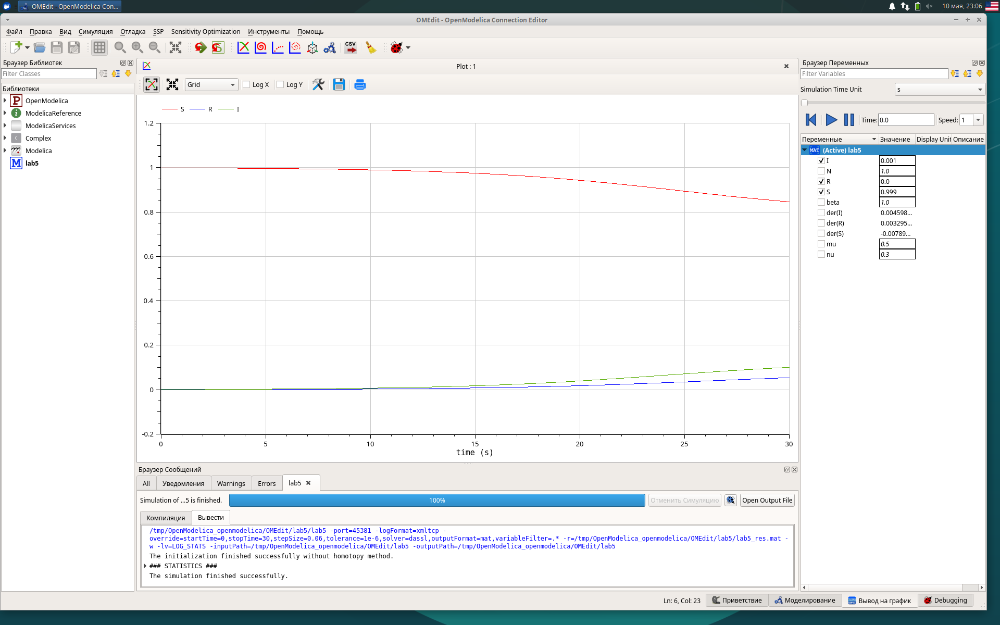 OMEdit - OpenModelica Con...
10 мая, 23:06
OMEdit - OpenModelica Connection Editor
Файл Правка Вид Симуляция Отладка SSP Sensitivity Optimization Инструменты Помощь
CSV
Браузер Библиотек
Filter Classes
Библиотеки
P OpenModelica
i ModelicaReference
ModelicaServices
C Complex
Modelica
M lab5
Plot : 1
Grid Log X Log Y
S R I
1.2
1
0.8
0.6
0.4
0.2
0
-0.2
0 5 10 15 20 25 30
time (s)
Браузер Переменных
Filter Variables
Simulation Time Unit s
Time: 0.0 Speed: 1
Переменные Значение Display Unit Описание
MAT (Active) lab5
I 0.001
N 1.0
R 0.0
S 0.999
beta 1.0
der(I) 0.004598...
der(R) 0.003295...
der(S) -0.00789...
mu 0.5
nu 0.3
Браузер Сообщений
All Уведомления Warnings Errors lab5
Simulation of ...5 is finished. 100% Отменить Симуляцию Open Output File
Компиляция Вывести
/tmp/OpenModelica_openmodelica/OMEdit/lab5/lab5 -port=45381 -logFormat=xmltcp -
override=startTime=0,stopTime=30,stepSize=0.06,tolerance=1e-6,solver=dassl,outputFormat=mat,variableFilter=.* -r=/tmp/OpenModelica_openmodelica/OMEdit/lab5/lab5_res.mat -
w -lv=LOG_STATS -inputPath=/tmp/OpenModelica_openmodelica/OMEdit/lab5 -outputPath=/tmp/OpenModelica_openmodelica/OMEdit/lab5
The initialization finished successfully without homotopy method.
### STATISTICS ###
The simulation finished successfully.
Ln: 6, Col: 23 Приветствие Моделирование Вывод на график Debugging